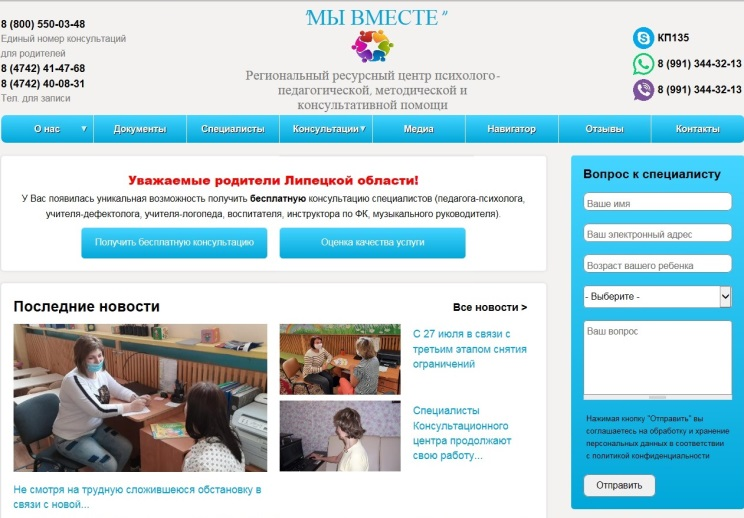 8 (800) 550-03-48
Единый номер консультаций
для родителей
8 (4742) 41-47-68
8 (4742) 40-08-31
Тел. для записи
"МЫ ВМЕСТЕ"
Региональный ресурсный центр психолого-
педагогической, методической и
консультативной помощи
КП135
8 (991) 344-32-13
8 (991) 344-32-13
О нас
Документы
Специалисты
Консультации
Медиа
Навигатор
Отзывы
Контакты
Уважаемые родители Липецкой области!
У Вас появилась уникальная возможность получить бесплатную консультацию специалистов (педагога-психолога,
учителя-дефектолога, учителя-логопеда, воспитателя, инструктора по ФК, музыкального руководителя).
Получить бесплатную консультацию
Оценка качества услуги
Последние новости
Все новости >
С 27 июля в связи с
третьим этапом снятия
ограничений
Специалисты
Консультационного
центра продолжают
свою работу...
Не смотря на трудную сложившеюся обстановку в
связи с новой...
Вопрос к специалисту
Ваше имя
Ваш электронный адрес
Возраст вашего ребенка
- Выберите -
Ваш вопрос
Нажимая кнопку "Отправить" вы
соглашаетесь на обработку и хранение
персональных данных в соответствии
с политикой конфиденциальности
Отправить